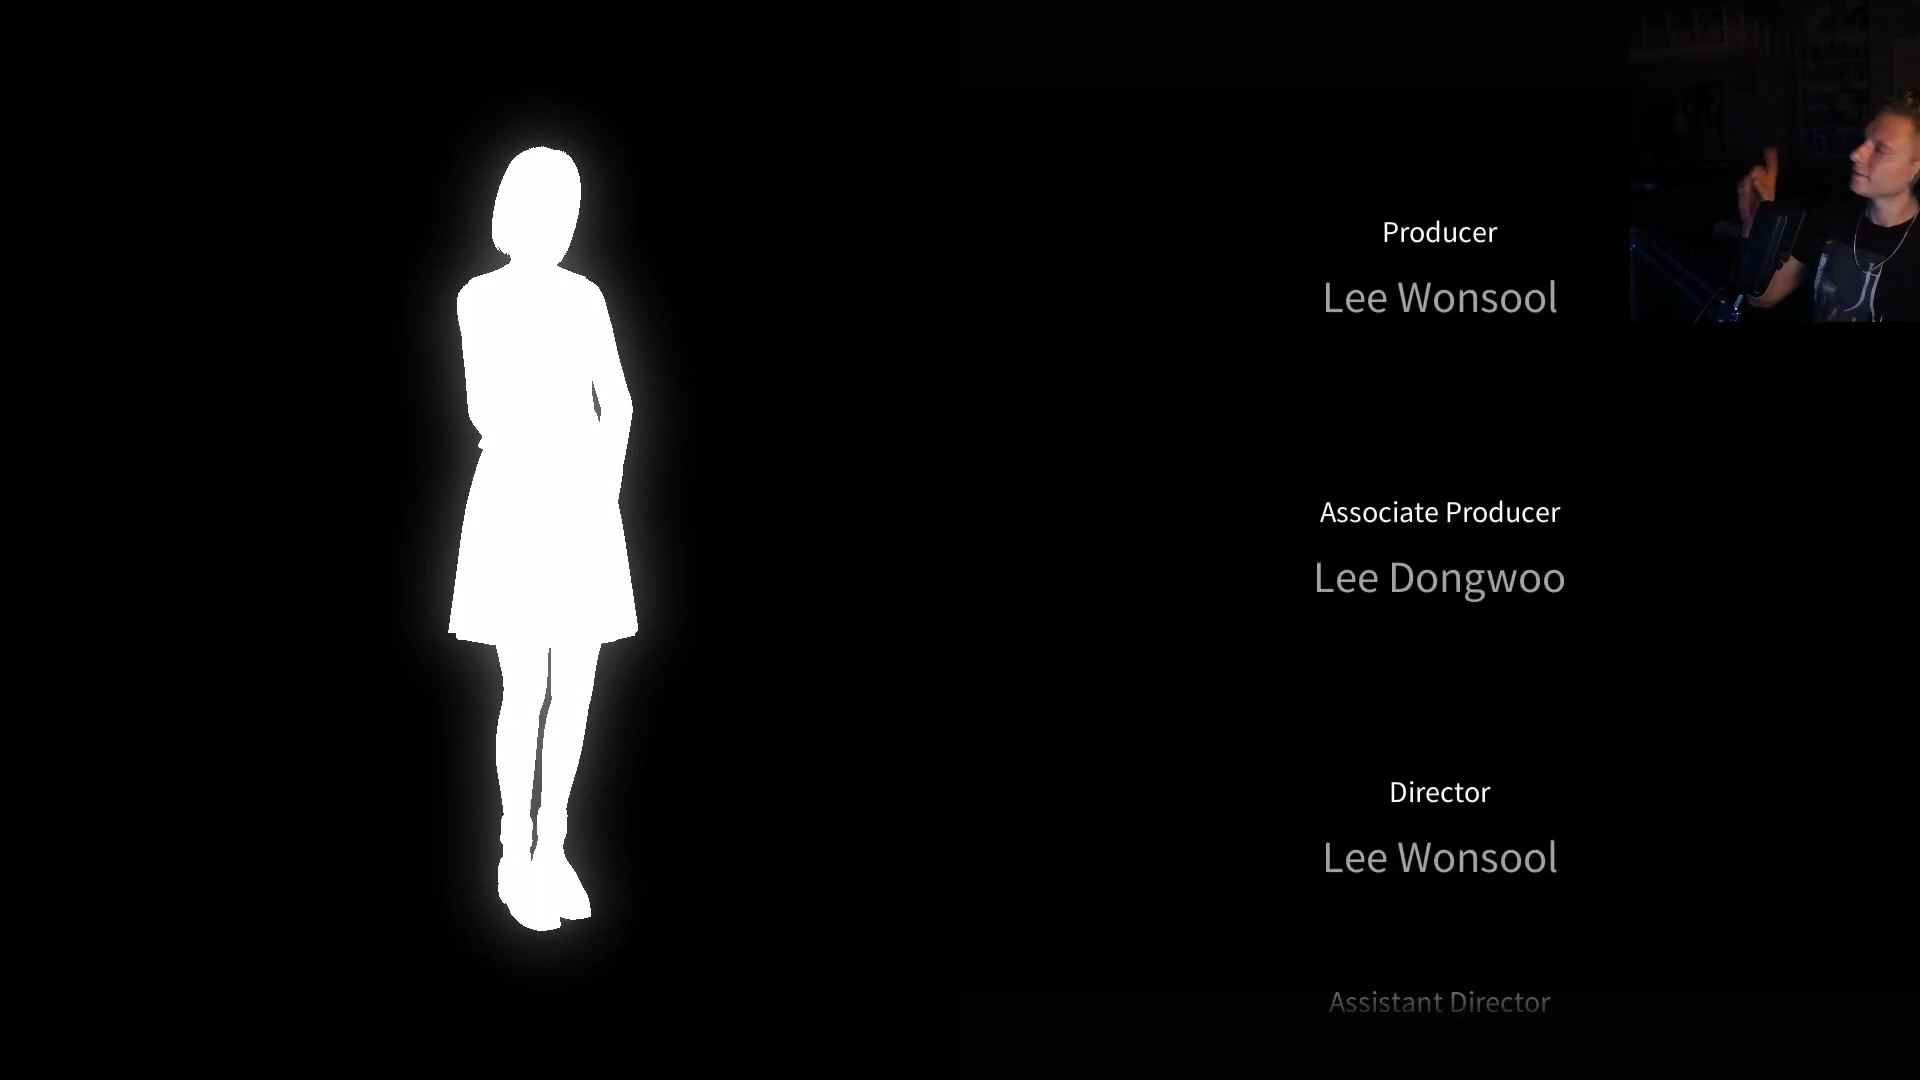 Producer
Lee Wonsool
Associate Producer
Lee Dongwoo
Director
Lee Wonsool
Assistant Director